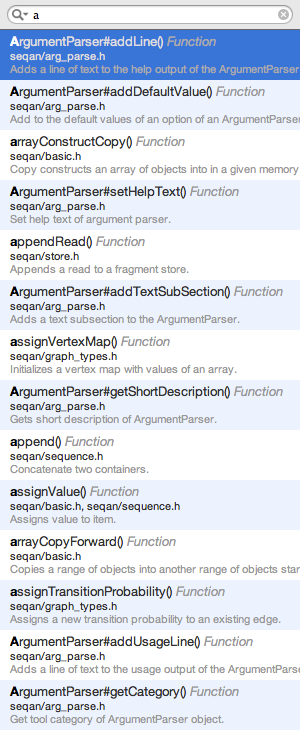 a
ArgumentParser#addLine() Function
seqan/arg_parse.h
Adds a line of text to the help output of the ArgumentParser
ArgumentParser#addDefaultValue() Function
seqan/arg_parse.h
Add to the default values of an option of an ArgumentParser
arrayConstructCopy() Function
seqan/basic.h
Copy constructs an array of objects into in a given memory
ArgumentParser#setHelpText() Function
seqan/arg_parse.h
Set help text of argument parser.
appendRead() Function
seqan/store.h
Appends a read to a fragment store.
ArgumentParser#addTextSubSection() Function
seqan/arg_parse.h
Adds a text subsection to the ArgumentParser.
assignVertexMap() Function
seqan/graph_types.h
Initializes a vertex map with values of an array.
ArgumentParser#getShortDescription() Function
seqan/arg_parse.h
Gets short description of ArgumentParser.
append() Function
seqan/sequence.h
Concatenate two containers.
assignValue() Function
seqan/basic.h, seqan/sequence.h
Assigns value to item.
arrayCopyForward() Function
seqan/basic.h
Copies a range of objects into another range of objects star
assignTransitionProbability() Function
seqan/graph_types.h
Assigns a new transition probability to an existing edge.
ArgumentParser#addUsageLine() Function
seqan/arg_parse.h
Adds a line of text to the usage output of the ArgumentParse
ArgumentParser#getCategory() Function
seqan/arg_parse.h
Get tool category of ArgumentParser object.